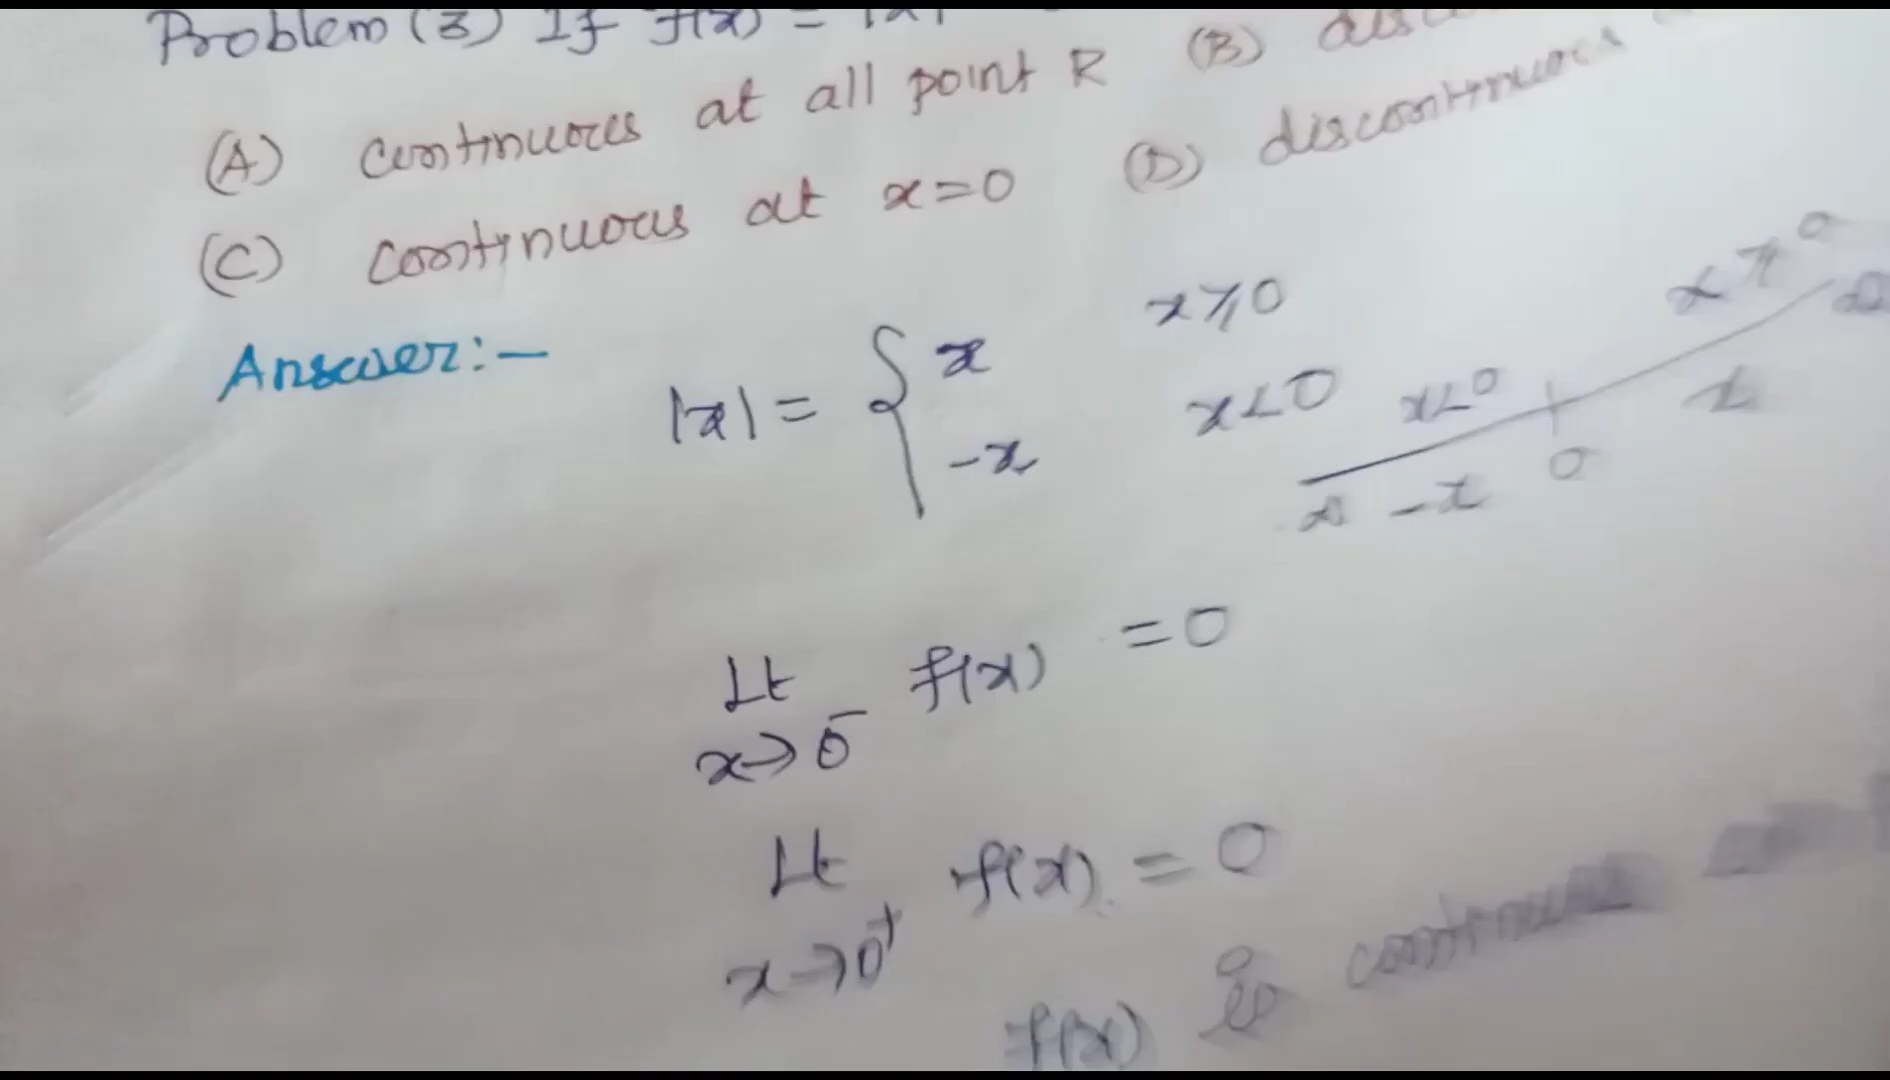 Problem (3) If f(x) = |x|
(A) continuous at all point R (B)
(C) continuous at x=0 (D) discontinuous
Answer:-
|x| = { x x⩾0
-x x<0
x<0 x⩾0
-x 0 x
Lt f(x) =0
x→0⁻
Lt f(x) = 0
x→0⁺
f(x) is continuous